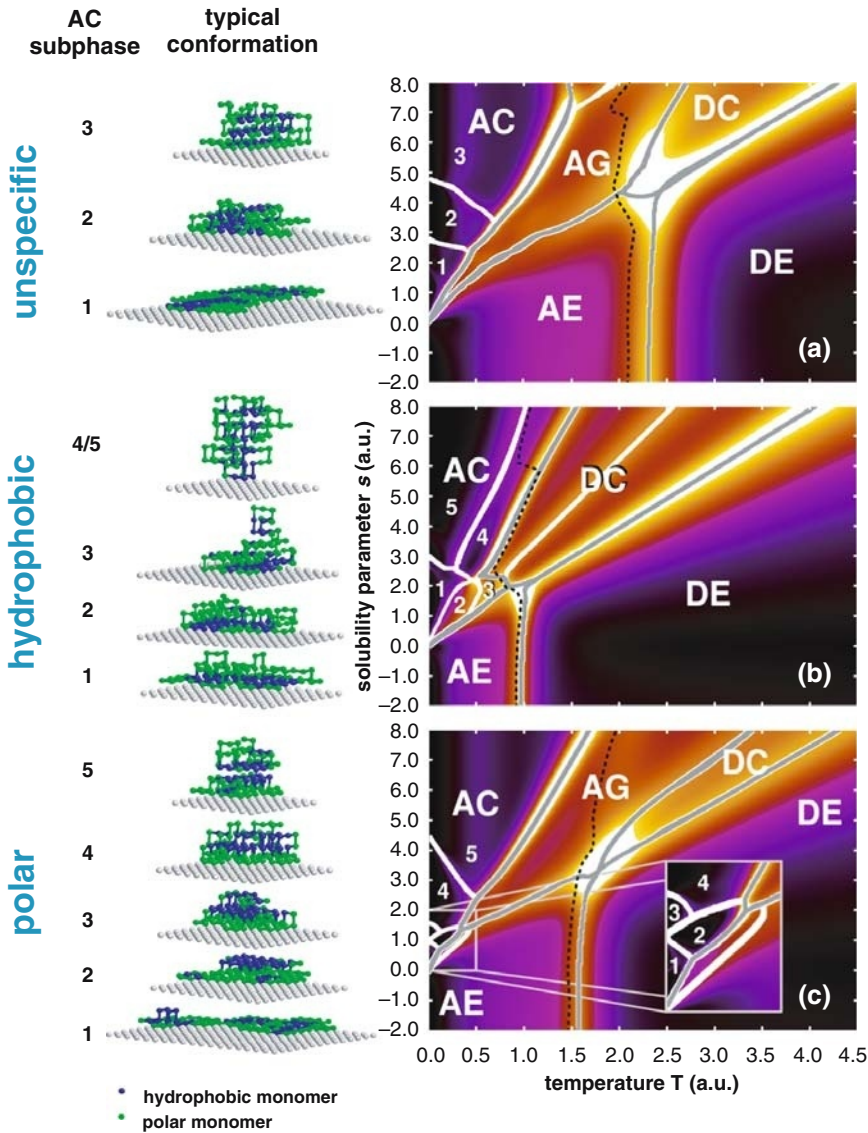 AC subphase
typical conformation
unspecific
3
2
1
8.0
7.0
6.0
5.0
4.0
3.0
2.0
1.0
0.0
−1.0
−2.0
AC
3
2
1
AG
DC
AE
DE
(a)
hydrophobic
4/5
3
2
1
solubility parameter s (a.u.)
8.0
7.0
6.0
5.0
4.0
3.0
2.0
1.0
0.0
−1.0
−2.0
AC
5
4
DC
1
2
3
AE
DE
(b)
polar
5
4
3
2
1
8.0
7.0
6.0
5.0
4.0
3.0
2.0
1.0
0.0
−1.0
−2.0
AC
5
4
AG
DC
DE
AE
4
3
2
1
(c)
0.0 0.5 1.0 1.5 2.0 2.5 3.0 3.5 4.0 4.5
temperature T (a.u.)
hydrophobic monomer
polar monomer